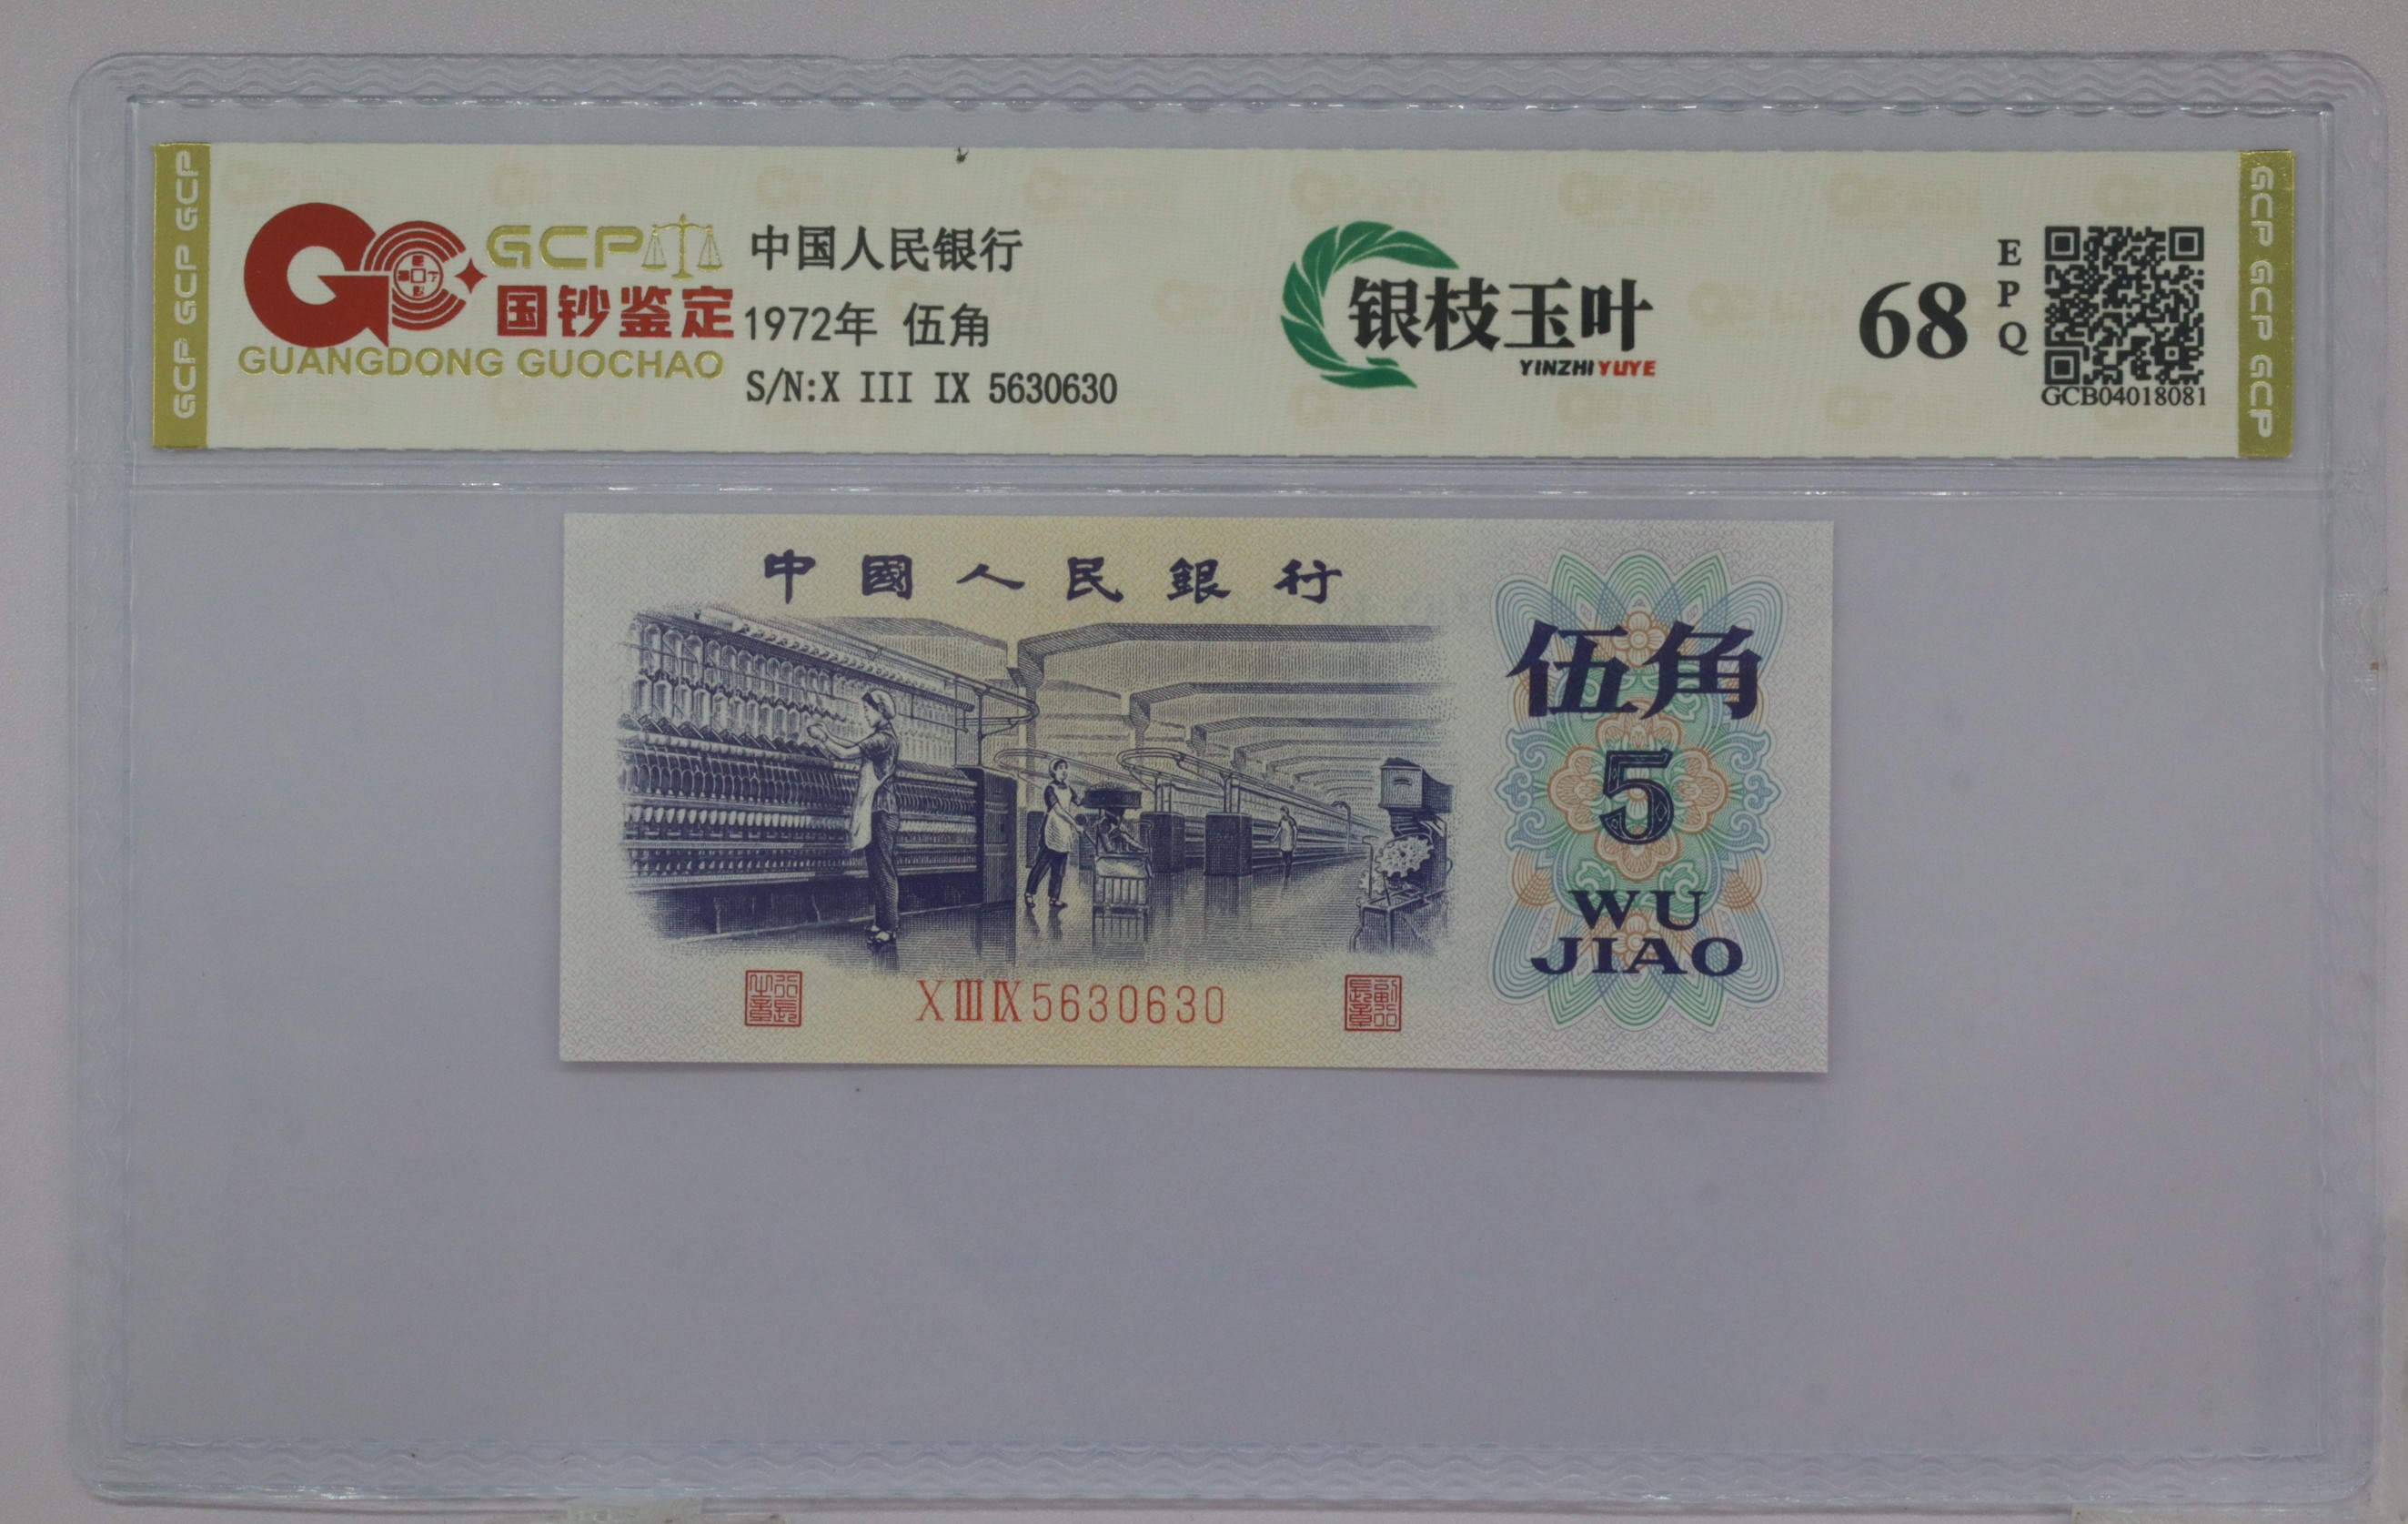 GCP GCP GCP
GCP
国钞鉴定
GUANGDONG GUOCHAO
中国人民银行
1972年 伍角
S/N:X III IX 5630630
银枝玉叶
YINZHI YUYE
68
EPQ
GCB04018081
GCP GCP GCP
中國人民銀行
伍角
5
WU
JIAO
X III IX 5630630